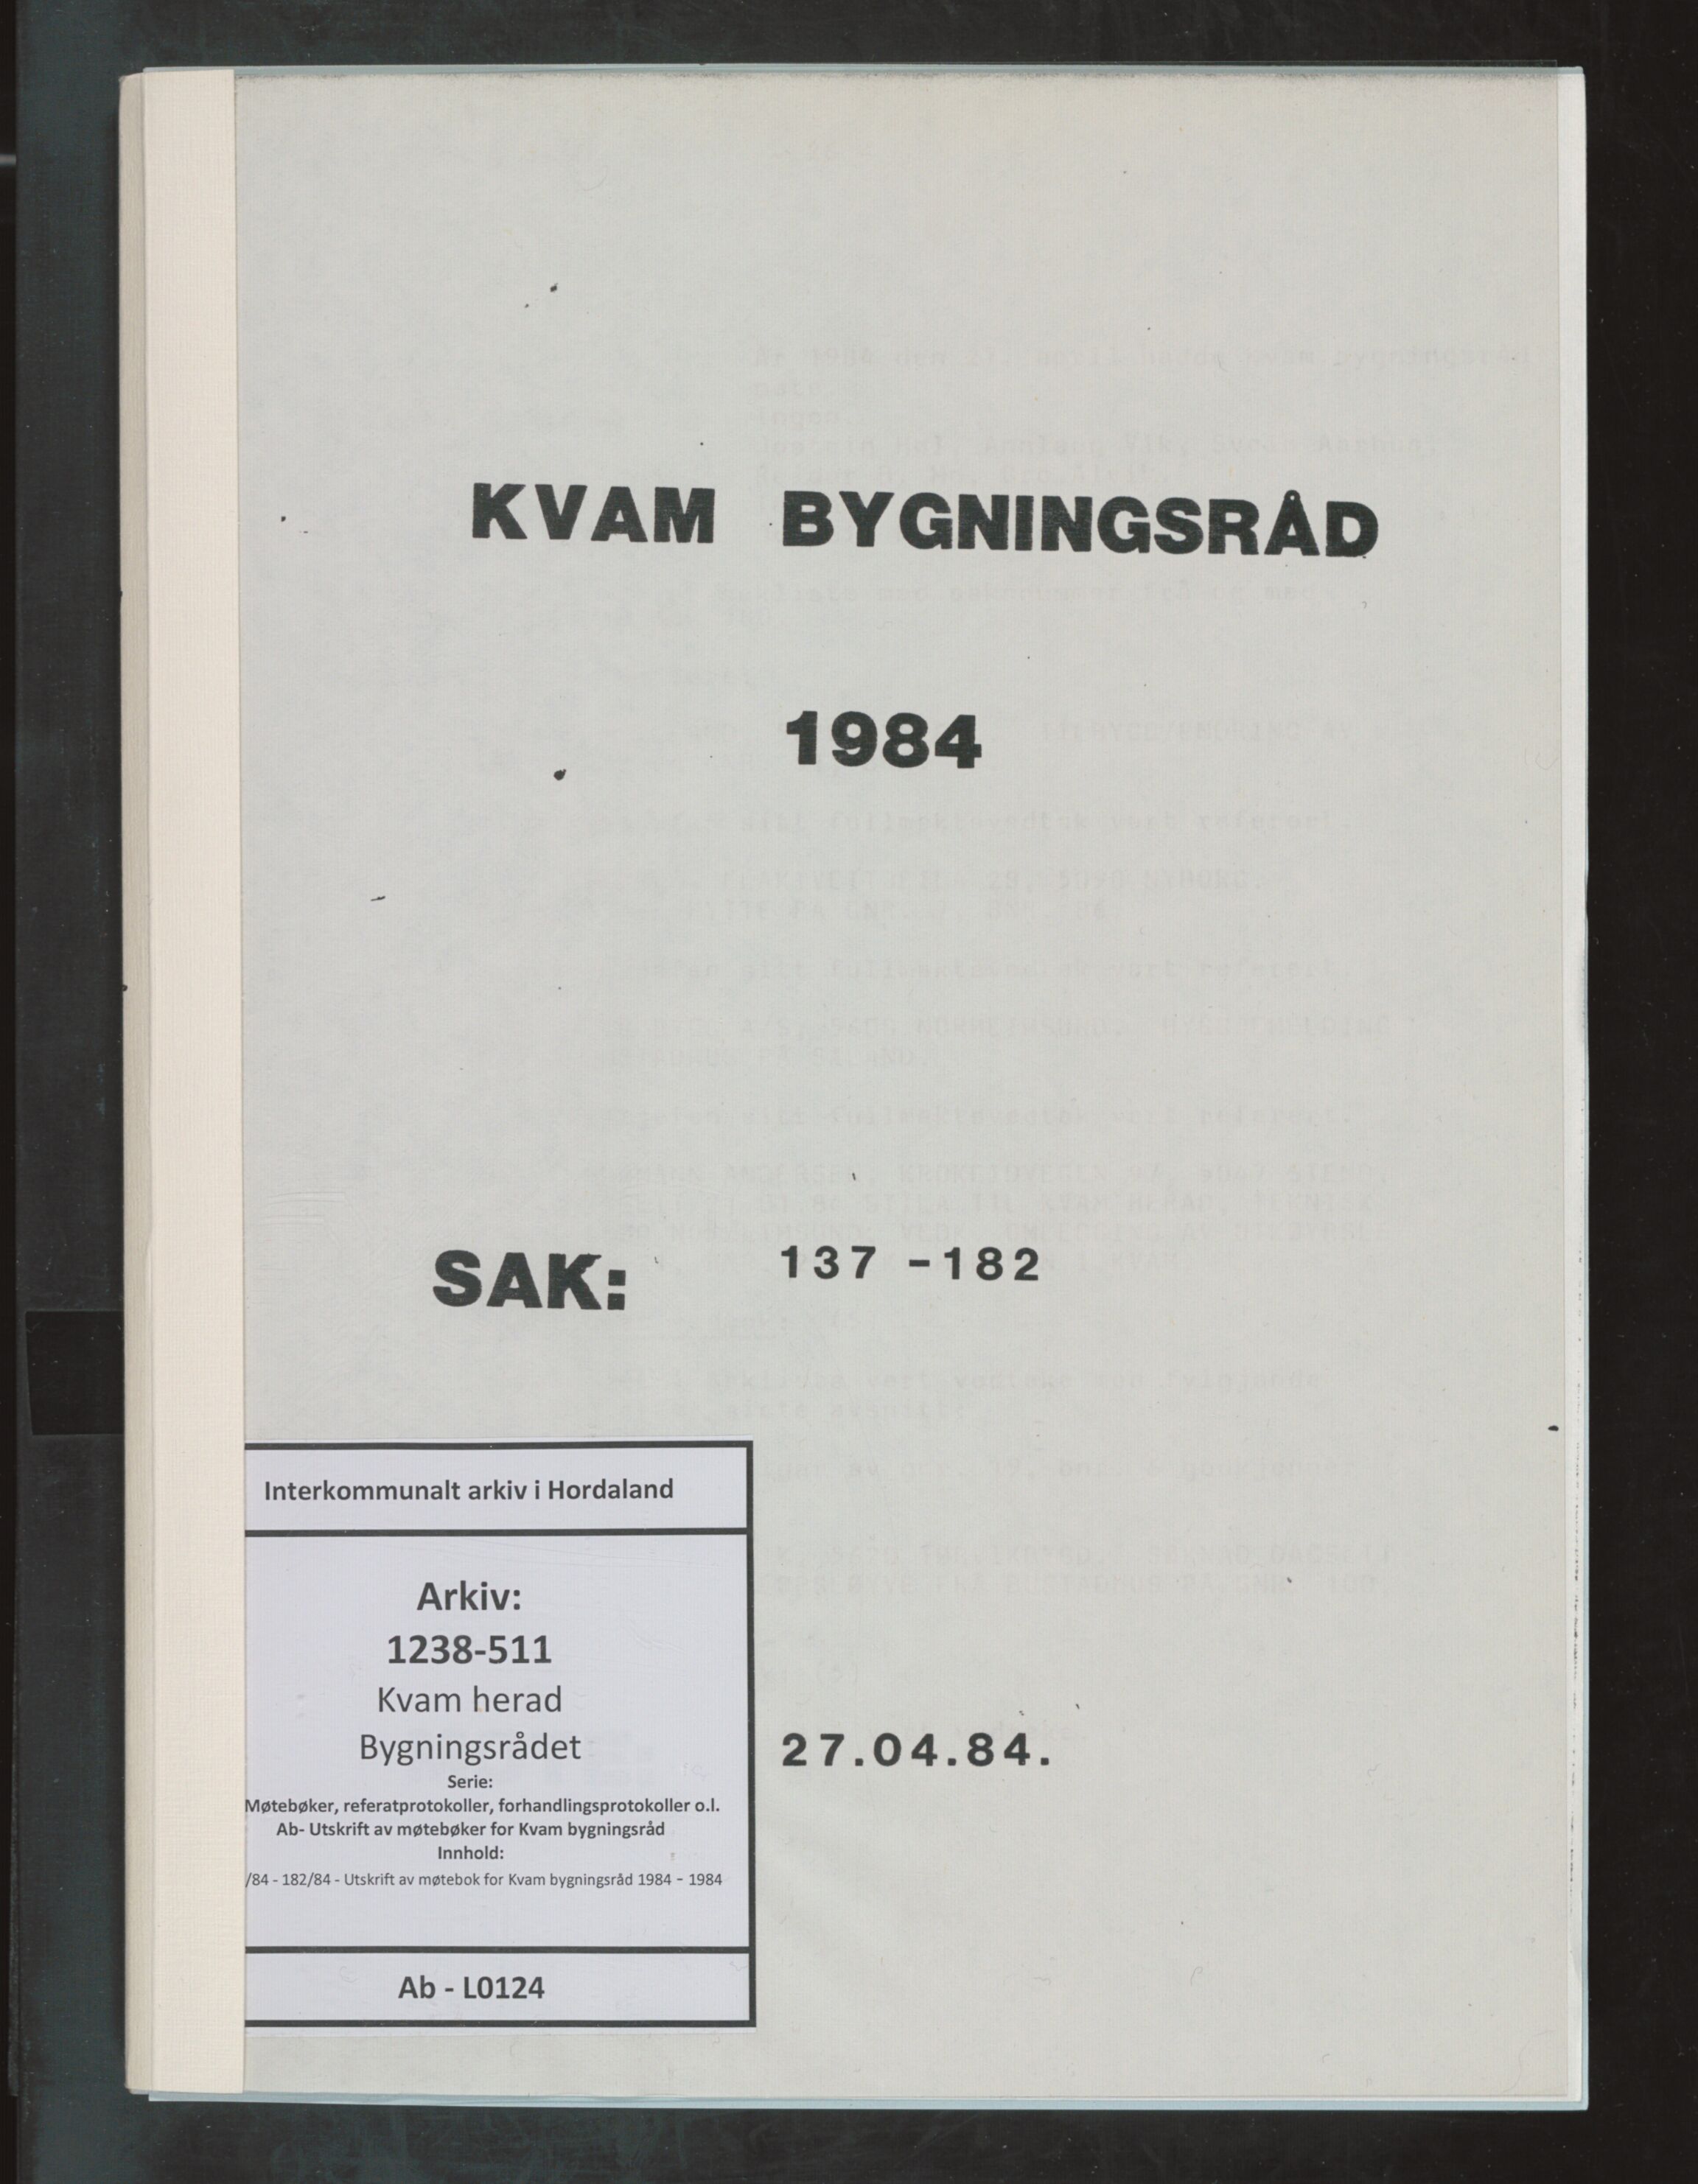 KVAM BYGNINGSRÅD
1984
SAK: 137 -182
Interkommunalt arkiv i Hordaland
Arkiv:
1238-511
Kvam herad
Bygningsrådet
Serie:
Møtebøker, referatprotokoller, forhandlingsprotokoller o.l.
Ab- Utskrift av møtebøker for Kvam bygningsråd
Innhold:
/84 - 182/84 - Utskrift av møtebok for Kvam bygningsråd 1984 - 1984
Ab - L0124
27.04.84.